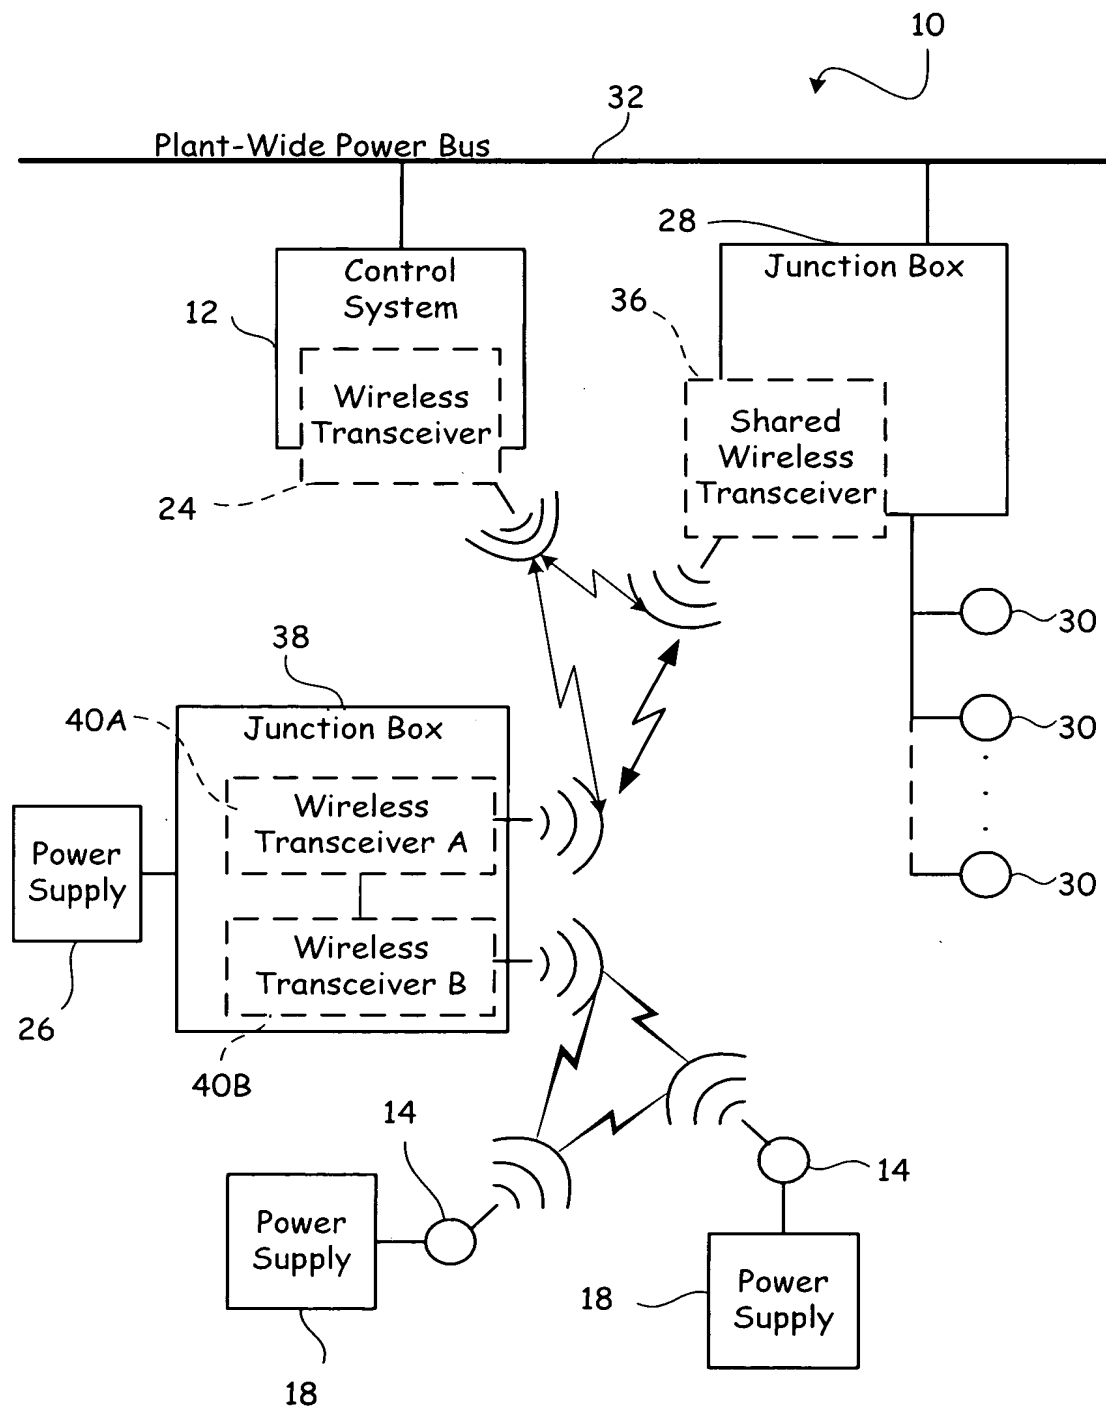 10
32
Plant-Wide Power Bus
28
Control
System
Junction Box
12
36
Wireless
Transceiver
Shared
Wireless
Transceiver
24
30
38
40A
Junction Box
30
Wireless
Transceiver A
Power
Supply
30
Wireless
Transceiver B
26
40B
14
14
Power
Supply
Power
Supply
18
18